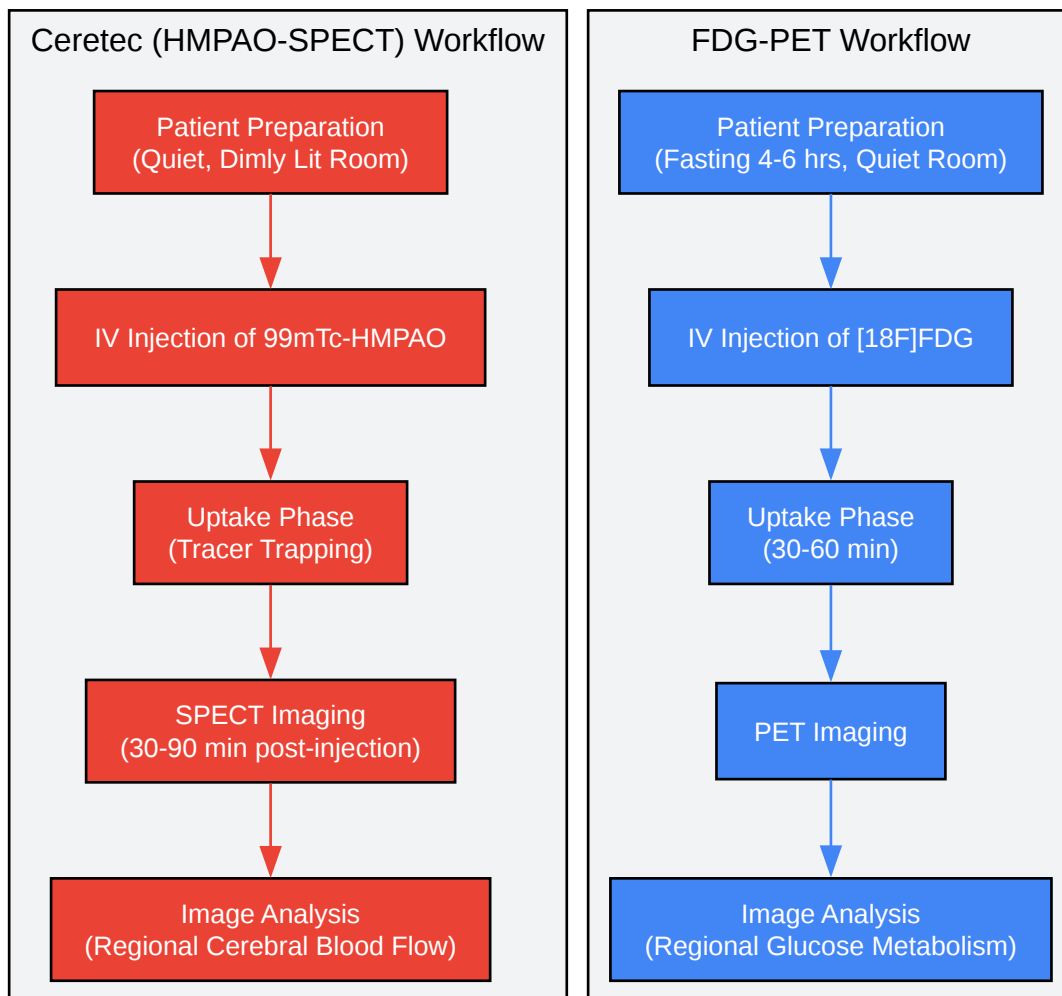 Ceretec (HMPAO-SPECT) Workflow
Patient Preparation
(Quiet, Dimly Lit Room)
IV Injection of 99mTc-HMPAO
Uptake Phase
(Tracer Trapping)
SPECT Imaging
(30-90 min post-injection)
Image Analysis
(Regional Cerebral Blood Flow)
FDG-PET Workflow
Patient Preparation
(Fasting 4-6 hrs, Quiet Room)
IV Injection of [18F]FDG
Uptake Phase
(30-60 min)
PET Imaging
Image Analysis
(Regional Glucose Metabolism)